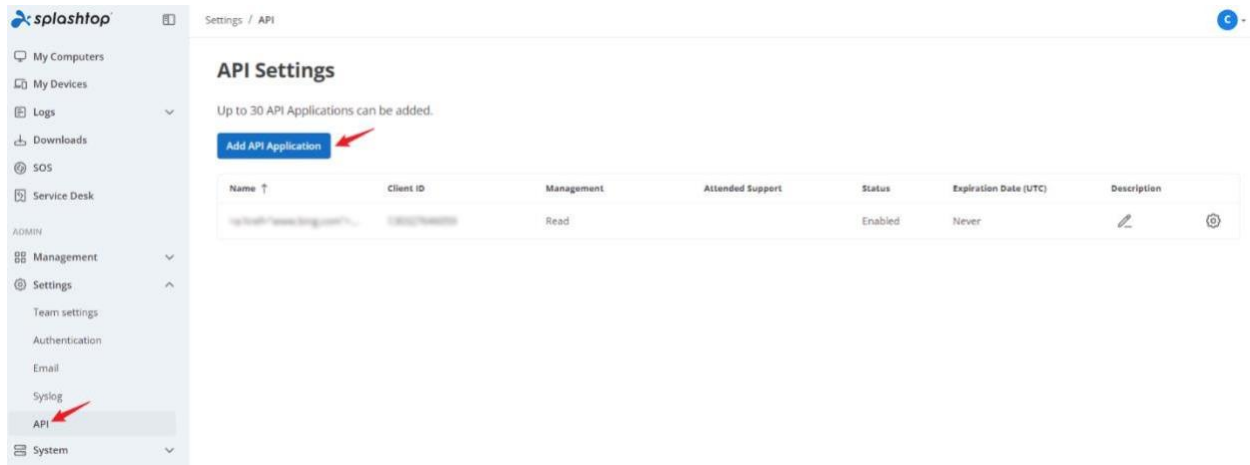 splashtop
Settings / API
C
My Computers
My Devices
Logs
Downloads
SOS
Service Desk
ADMIN
Management
Settings
Team settings
Authentication
Email
Syslog
API
System
API Settings
Up to 30 API Applications can be added.
Add API Application
Name ↑ Client ID Management Attended Support Status Expiration Date (UTC) Description
Read Enabled Never